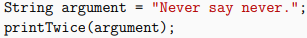 String argument = "Never say never.";
printTwice(argument);